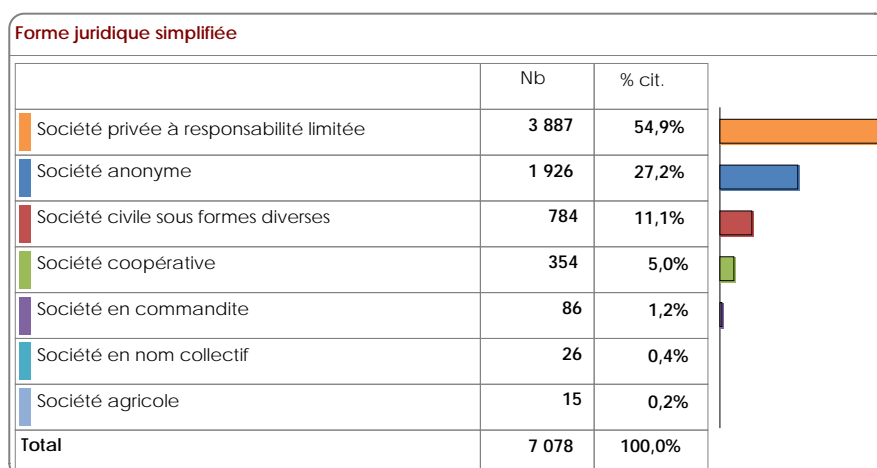 Forme juridique simplifiée
Nb % cit.
Société privée à responsabilité limitée 3 887 54,9%
Société anonyme 1 926 27,2%
Société civile sous formes diverses 784 11,1%
Société coopérative 354 5,0%
Société en commandite 86 1,2%
Société en nom collectif 26 0,4%
Société agricole 15 0,2%
Total 7 078 100,0%